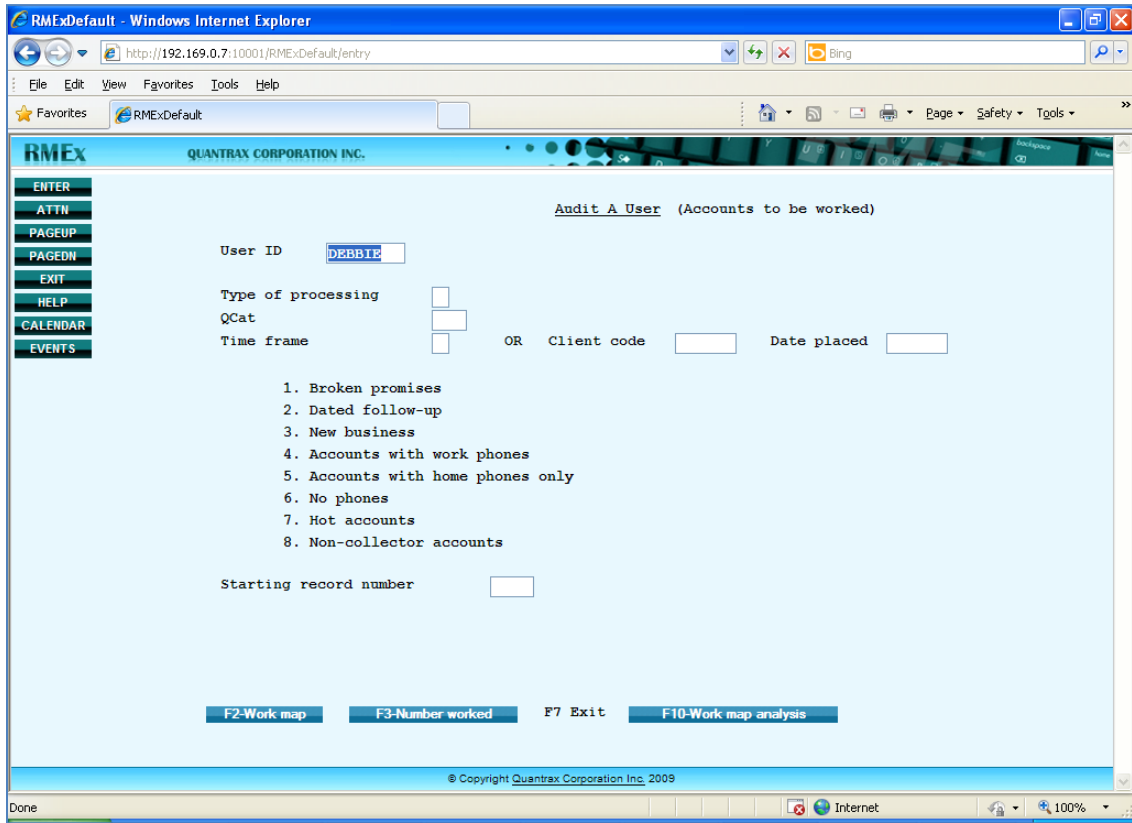 RMExDefault - Windows Internet Explorer
http://192.169.0.7:10001/RMExDefault/entry
Bing
File Edit View Favorites Tools Help
Favorites RMExDefault Page Safety Tools »
RMEx QUANTRAX CORPORATION INC.
backspace
Home
Y U I O
ENTER
ATTN
PAGEUP
PAGEDN
EXIT
HELP
CALENDAR
EVENTS
Audit A User (Accounts to be worked)
User ID DEBBIE
Type of processing
QCat
Time frame OR Client code Date placed
1. Broken promises
2. Dated follow-up
3. New business
4. Accounts with work phones
5. Accounts with home phones only
6. No phones
7. Hot accounts
8. Non-collector accounts
Starting record number
F2-Work map F3-Number worked F7 Exit F10-Work map analysis
© Copyright Quantrax Corporation Inc. 2009
Done Internet 100%